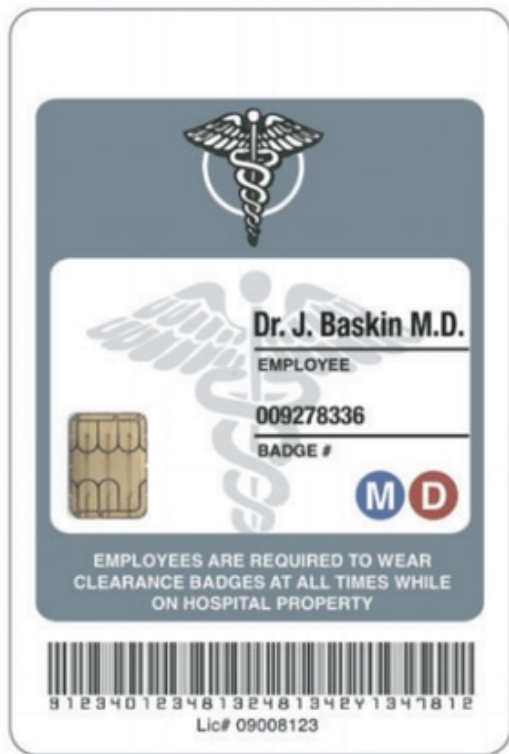 Dr. J. Baskin M.D.
EMPLOYEE
009278336
BADGE #
M D
EMPLOYEES ARE REQUIRED TO WEAR
CLEARANCE BADGES AT ALL TIMES WHILE
ON HOSPITAL PROPERTY
91234012348132481342Y1347812
Lic# 09008123